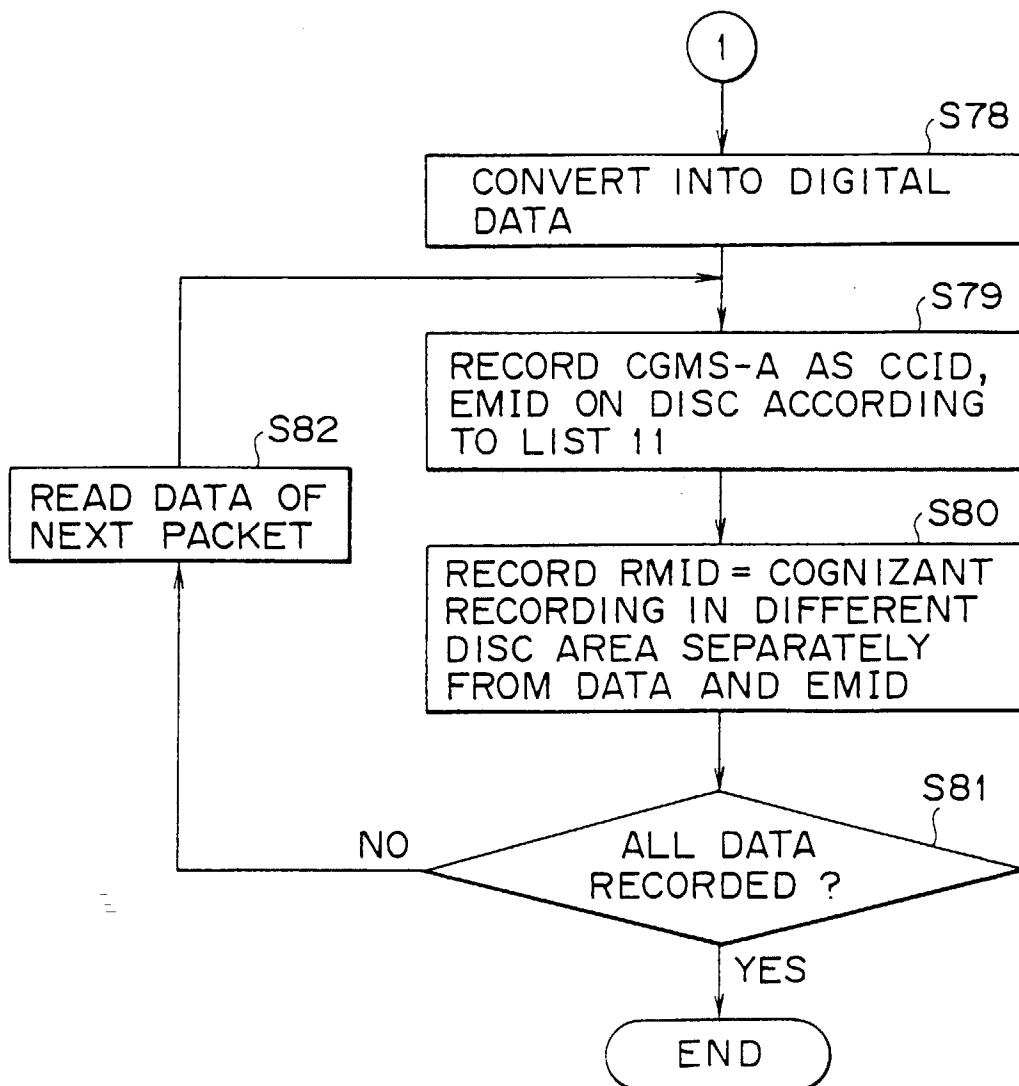 1
S78
CONVERT INTO DIGITAL
DATA
S79
RECORD CGMS-A AS CCID,
EMID ON DISC ACCORDING
TO LIST 11
S82
READ DATA OF
NEXT PACKET
S80
RECORD RMID = COGNIZANT
RECORDING IN DIFFERENT
DISC AREA SEPARATELY
FROM DATA AND EMID
S81
NO
ALL DATA
RECORDED ?
YES
END